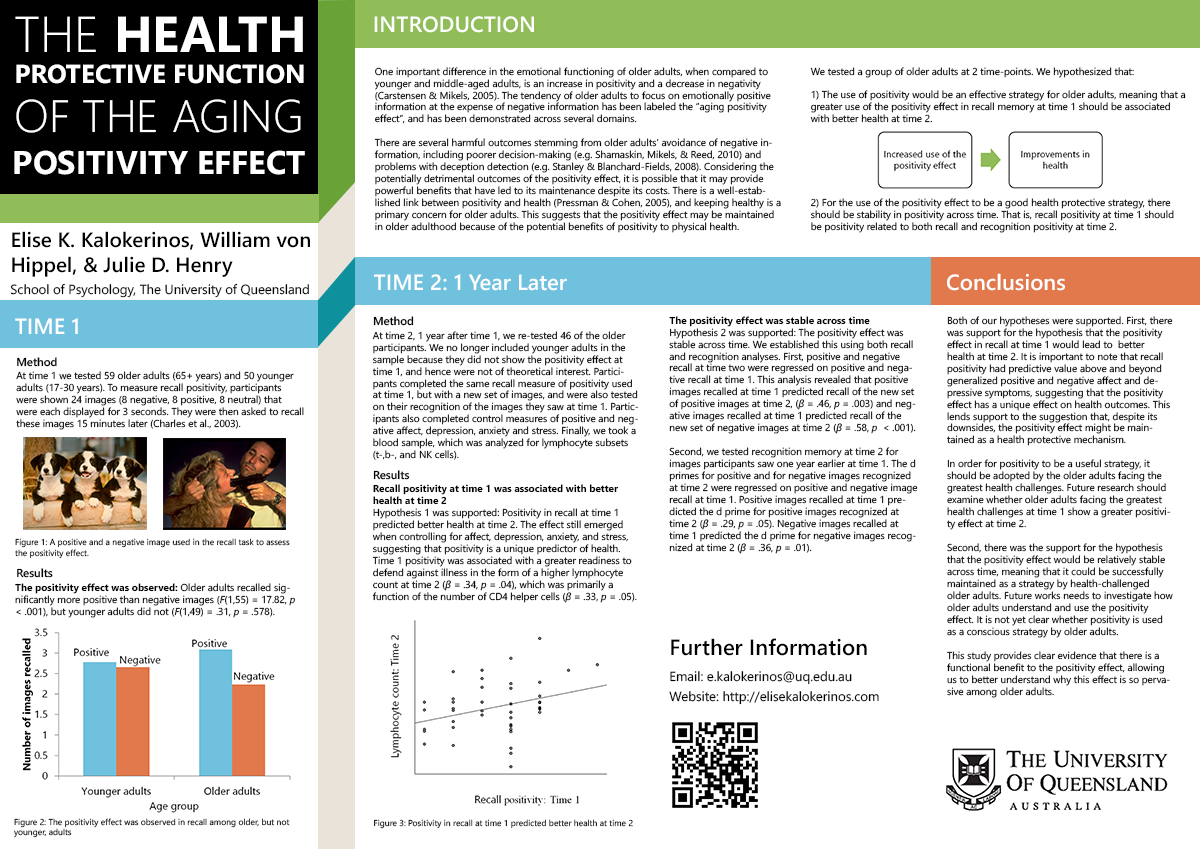 THE HEALTH
PROTECTIVE FUNCTION
OF THE AGING
POSITIVITY EFFECT
Elise K. Kalokerinos, William von
Hippel, & Julie D. Henry
School of Psychology, The University of Queensland
TIME 1
Method
At time 1 we tested 59 older adults (65+ years) and 50 younger
adults (17-30 years). To measure recall positivity, participants
were shown 24 images (8 negative, 8 positive, 8 neutral) that
were each displayed for 3 seconds. They were then asked to recall
these images 15 minutes later (Charles et al., 2003).
Figure 1: A positive and a negative image used in the recall task to assess
the positivity effect.
Results
The positivity effect was observed: Older adults recalled sig-
nificantly more positive than negative images (F(1,55) = 17.82, p
< .001), but younger adults did not (F(1,49) = .31, p = .578).
Number of images recalled
3.5
3
2.5
2
1.5
1
0.5
0
Positive
Negative
Positive
Negative
Younger adults
Older adults
Age group
Figure 2: The positivity effect was observed in recall among older, but not
younger, adults
INTRODUCTION
One important difference in the emotional functioning of older adults, when compared to
younger and middle-aged adults, is an increase in positivity and a decrease in negativity
(Carstensen & Mikels, 2005). The tendency of older adults to focus on emotionally positive
information at the expense of negative information has been labeled the "aging positivity
effect", and has been demonstrated across several domains.
There are several harmful outcomes stemming from older adults' avoidance of negative in-
formation, including poorer decision-making (e.g. Shamaskin, Mikels, & Reed, 2010) and
problems with deception detection (e.g. Stanley & Blanchard-Fields, 2008). Considering the
potentially detrimental outcomes of the positivity effect, it is possible that it may provide
powerful benefits that have led to its maintenance despite its costs. There is a well-estab-
lished link between positivity and health (Pressman & Cohen, 2005), and keeping healthy is a
primary concern for older adults. This suggests that the positivity effect may be maintained
in older adulthood because of the potential benefits of positivity to physical health.
We tested a group of older adults at 2 time-points. We hypothesized that:
1) The use of positivity would be an effective strategy for older adults, meaning that a
greater use of the positivity effect in recall memory at time 1 should be associated
with better health at time 2.
Increased use of the
positivity effect
Improvements in
health
2) For the use of the positivity effect to be a good health protective strategy, there
should be stability in positivity across time. That is, recall positivity at time 1 should
be positivity related to both recall and recognition positivity at time 2.
TIME 2: 1 Year Later
Method
At time 2, 1 year after time 1, we re-tested 46 of the older
participants. We no longer included younger adults in the
sample because they did not show the positivity effect at
time 1, and hence were not of theoretical interest. Partici-
pants completed the same recall measure of positivity used
at time 1, but with a new set of images, and were also tested
on their recognition of the images they saw at time 1. Partic-
ipants also completed control measures of positive and neg-
ative affect, depression, anxiety and stress. Finally, we took a
blood sample, which was analyzed for lymphocyte subsets
(t-,b-, and NK cells).
Results
Recall positivity at time 1 was associated with better
health at time 2
Hypothesis 1 was supported: Positivity in recall at time 1
predicted better health at time 2. The effect still emerged
when controlling for affect, depression, anxiety, and stress,
suggesting that positivity is a unique predictor of health.
Time 1 positivity was associated with a greater readiness to
defend against illness in the form of a higher lymphocyte
count at time 2 (β = .34, p = .04), which was primarily a
function of the number of CD4 helper cells (β = .33, p = .05).
Lymphocyte count: Time 2
Recall positivity: Time 1
Figure 3: Positivity in recall at time 1 predicted better health at time 2
The positivity effect was stable across time
Hypothesis 2 was supported: The positivity effect was
stable across time. We established this using both recall
and recognition analyses. First, positive and negative
recall at time two were regressed on positive and nega-
tive recall at time 1. This analysis revealed that positive
images recalled at time 1 predicted recall of the new set
of positive images at time 2, (β = .46, p = .003) and neg-
ative images recalled at time 1 predicted recall of the
new set of negative images at time 2 (β = .58, p < .001).
Second, we tested recognition memory at time 2 for
images participants saw one year earlier at time 1. The d
primes for positive and for negative images recognized
at time 2 were regressed on positive and negative image
recall at time 1. Positive images recalled at time 1 pre-
dicted the d prime for positive images recognized at
time 2 (β = .29, p = .05). Negative images recalled at
time 1 predicted the d prime for negative images recog-
nized at time 2 (β = .36, p = .01).
Further Information
Email: e.kalokerinos@uq.edu.au
Website: http://elisekalokerinos.com
Conclusions
Both of our hypotheses were supported. First, there
was support for the hypothesis that the positivity
effect in recall at time 1 would lead to better
health at time 2. It is important to note that recall
positivity had predictive value above and beyond
generalized positive and negative affect and de-
pressive symptoms, suggesting that the positivity
effect has a unique effect on health outcomes. This
lends support to the suggestion that, despite its
downsides, the positivity effect might be main-
tained as a health protective mechanism.
In order for positivity to be a useful strategy, it
should be adopted by the older adults facing the
greatest health challenges. Future research should
examine whether older adults facing the greatest
health challenges at time 1 show a greater positivi-
ty effect at time 2.
Second, there was the support for the hypothesis
that the positivity effect would be relatively stable
across time, meaning that it could be successfully
maintained as a strategy by health-challenged
older adults. Future works needs to investigate how
older adults understand and use the positivity
effect. It is not yet clear whether positivity is used
as a conscious strategy by older adults.
This study provides clear evidence that there is a
functional benefit to the positivity effect, allowing
us to better understand why this effect is so perva-
sive among older adults.
THE UNIVERSITY
OF QUEENSLAND
AUSTRALIA